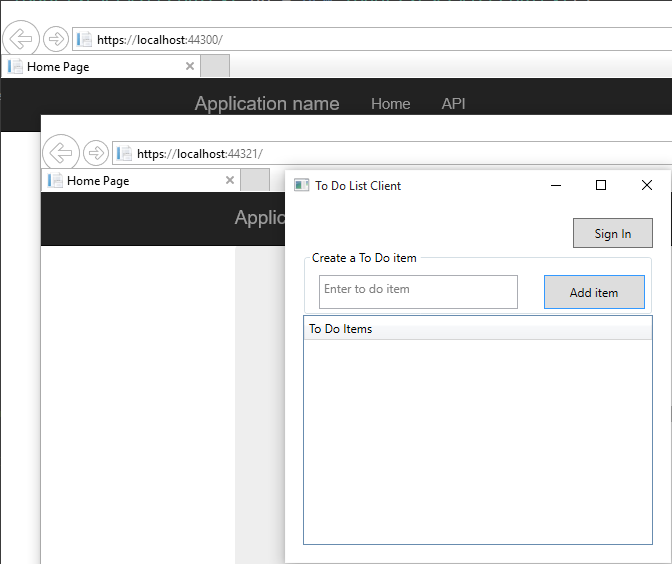 https://localhost:44300/
Home Page
Application name Home API
https://localhost:44321/
Home Page
To Do List Client
Sign In
Create a To Do item
Enter to do item
Add item
To Do Items